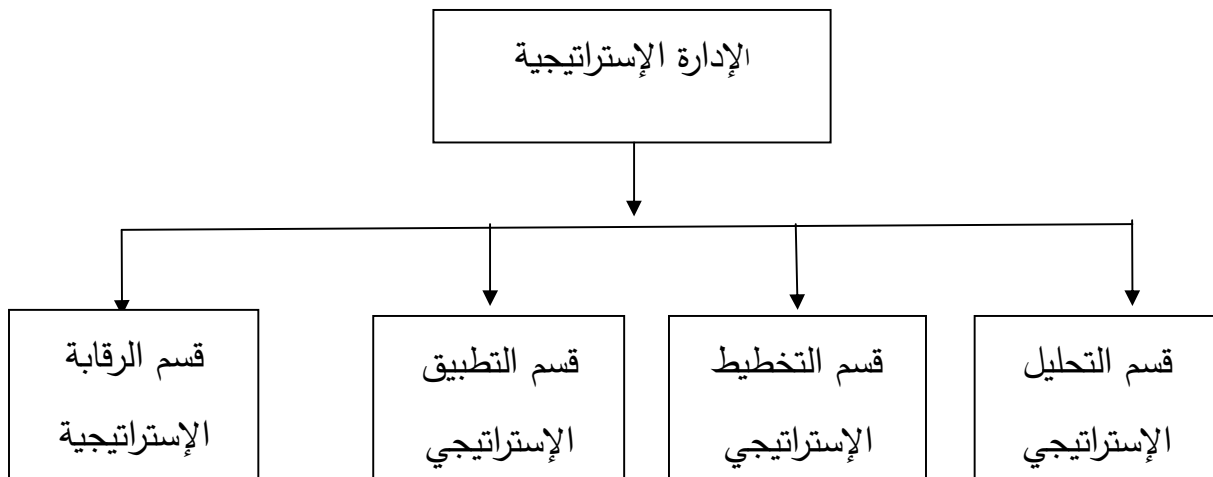 الإدارة الإستراتيجية
قسم التحليل
الإستراتيجي
قسم التخطيط
الإستراتيجي
قسم التطبيق
الإستراتيجي
قسم الرقابة
الإستراتيجية